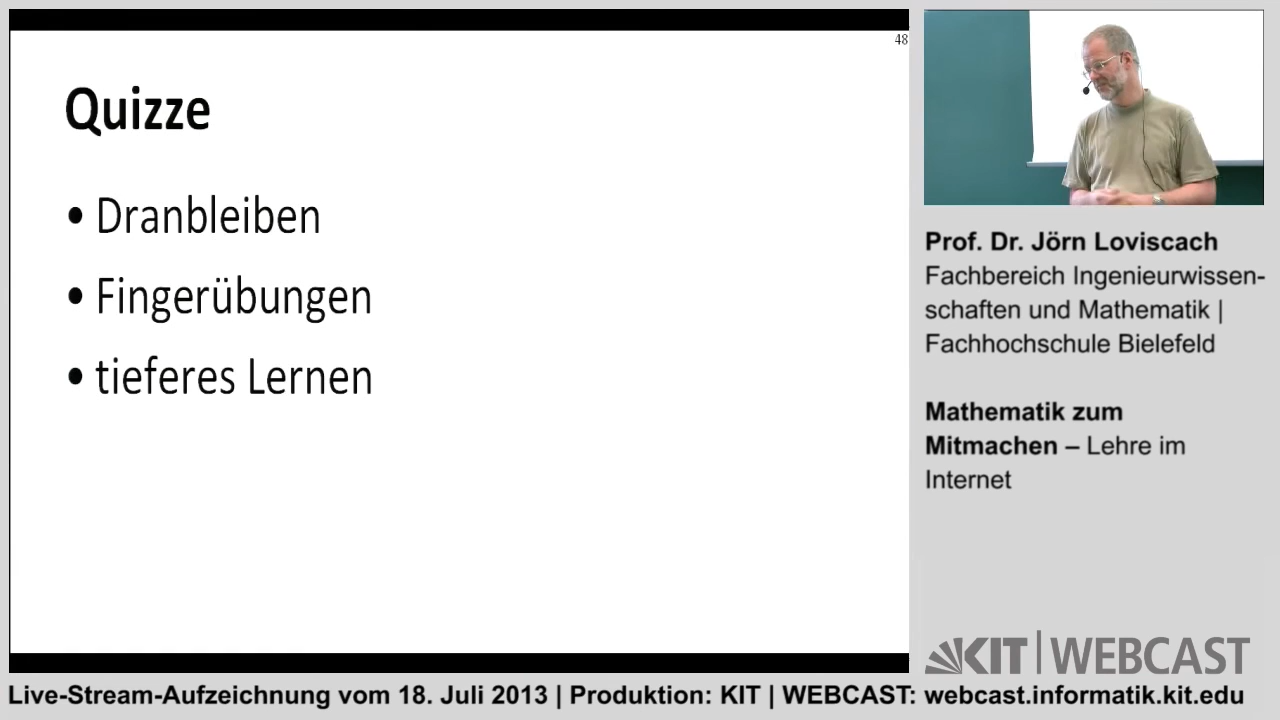 48
Quizze
• Dranbleiben
• Fingerübungen
• tieferes Lernen
Prof. Dr. Jörn Loviscach
Fachbereich Ingenieurwissen-
schaften und Mathematik |
Fachhochschule Bielefeld
Mathematik zum
Mitmachen – Lehre im
Internet
KIT | WEBCAST
Live-Stream-Aufzeichnung vom 18. Juli 2013 | Produktion: KIT | WEBCAST: webcast.informatik.kit.edu